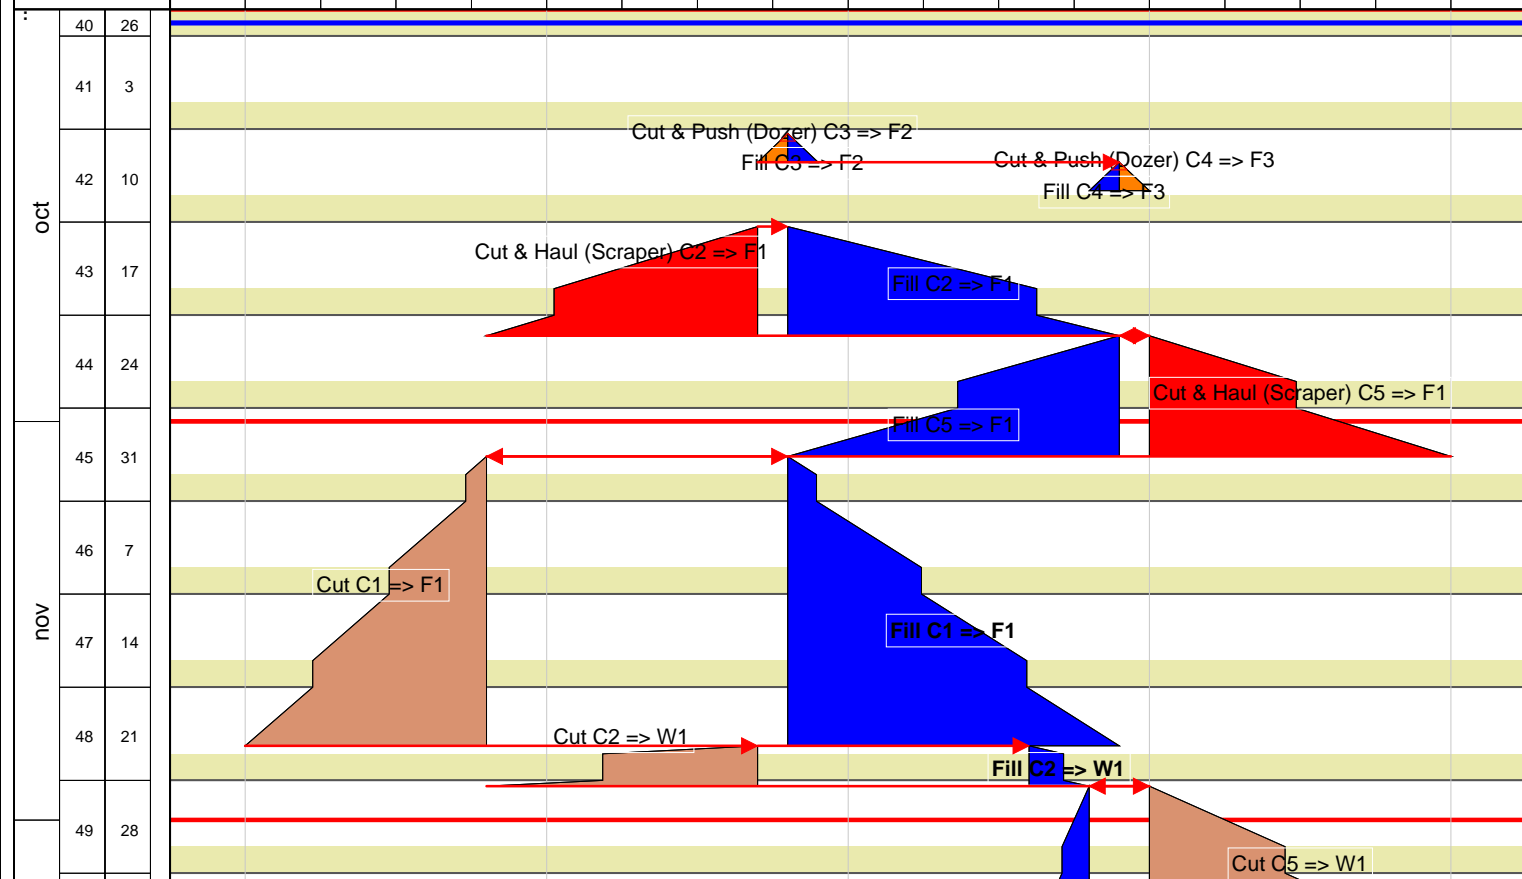 40 26
41 3
Cut & Push (Dozer) C3 => F2
Fill C3 => F2
Cut & Push (Dozer) C4 => F3
42 10
Fill C4 => F3
oct
Cut & Haul (Scraper) C2 => F1
43 17
Fill C2 => F1
44 24
Cut & Haul (Scraper) C5 => F1
Fill C5 => F1
45 31
46 7
Cut C1 => F1
nov
47 14
Fill C1 => F1
48 21
Cut C2 => W1
Fill C2 => W1
49 28
Cut C5 => W1